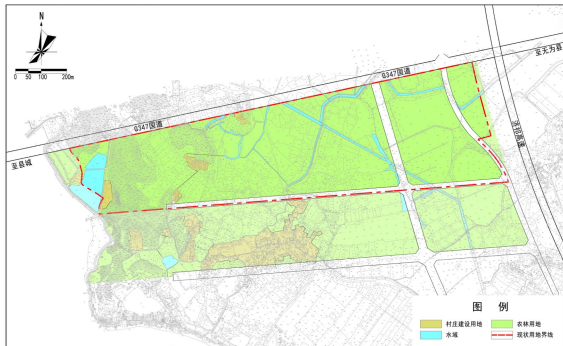 N
0 50 100 200m
G347国道
至无为县
G347国道
至县城
图 例
村庄建设用地
农林用地
水域
现状用地界线